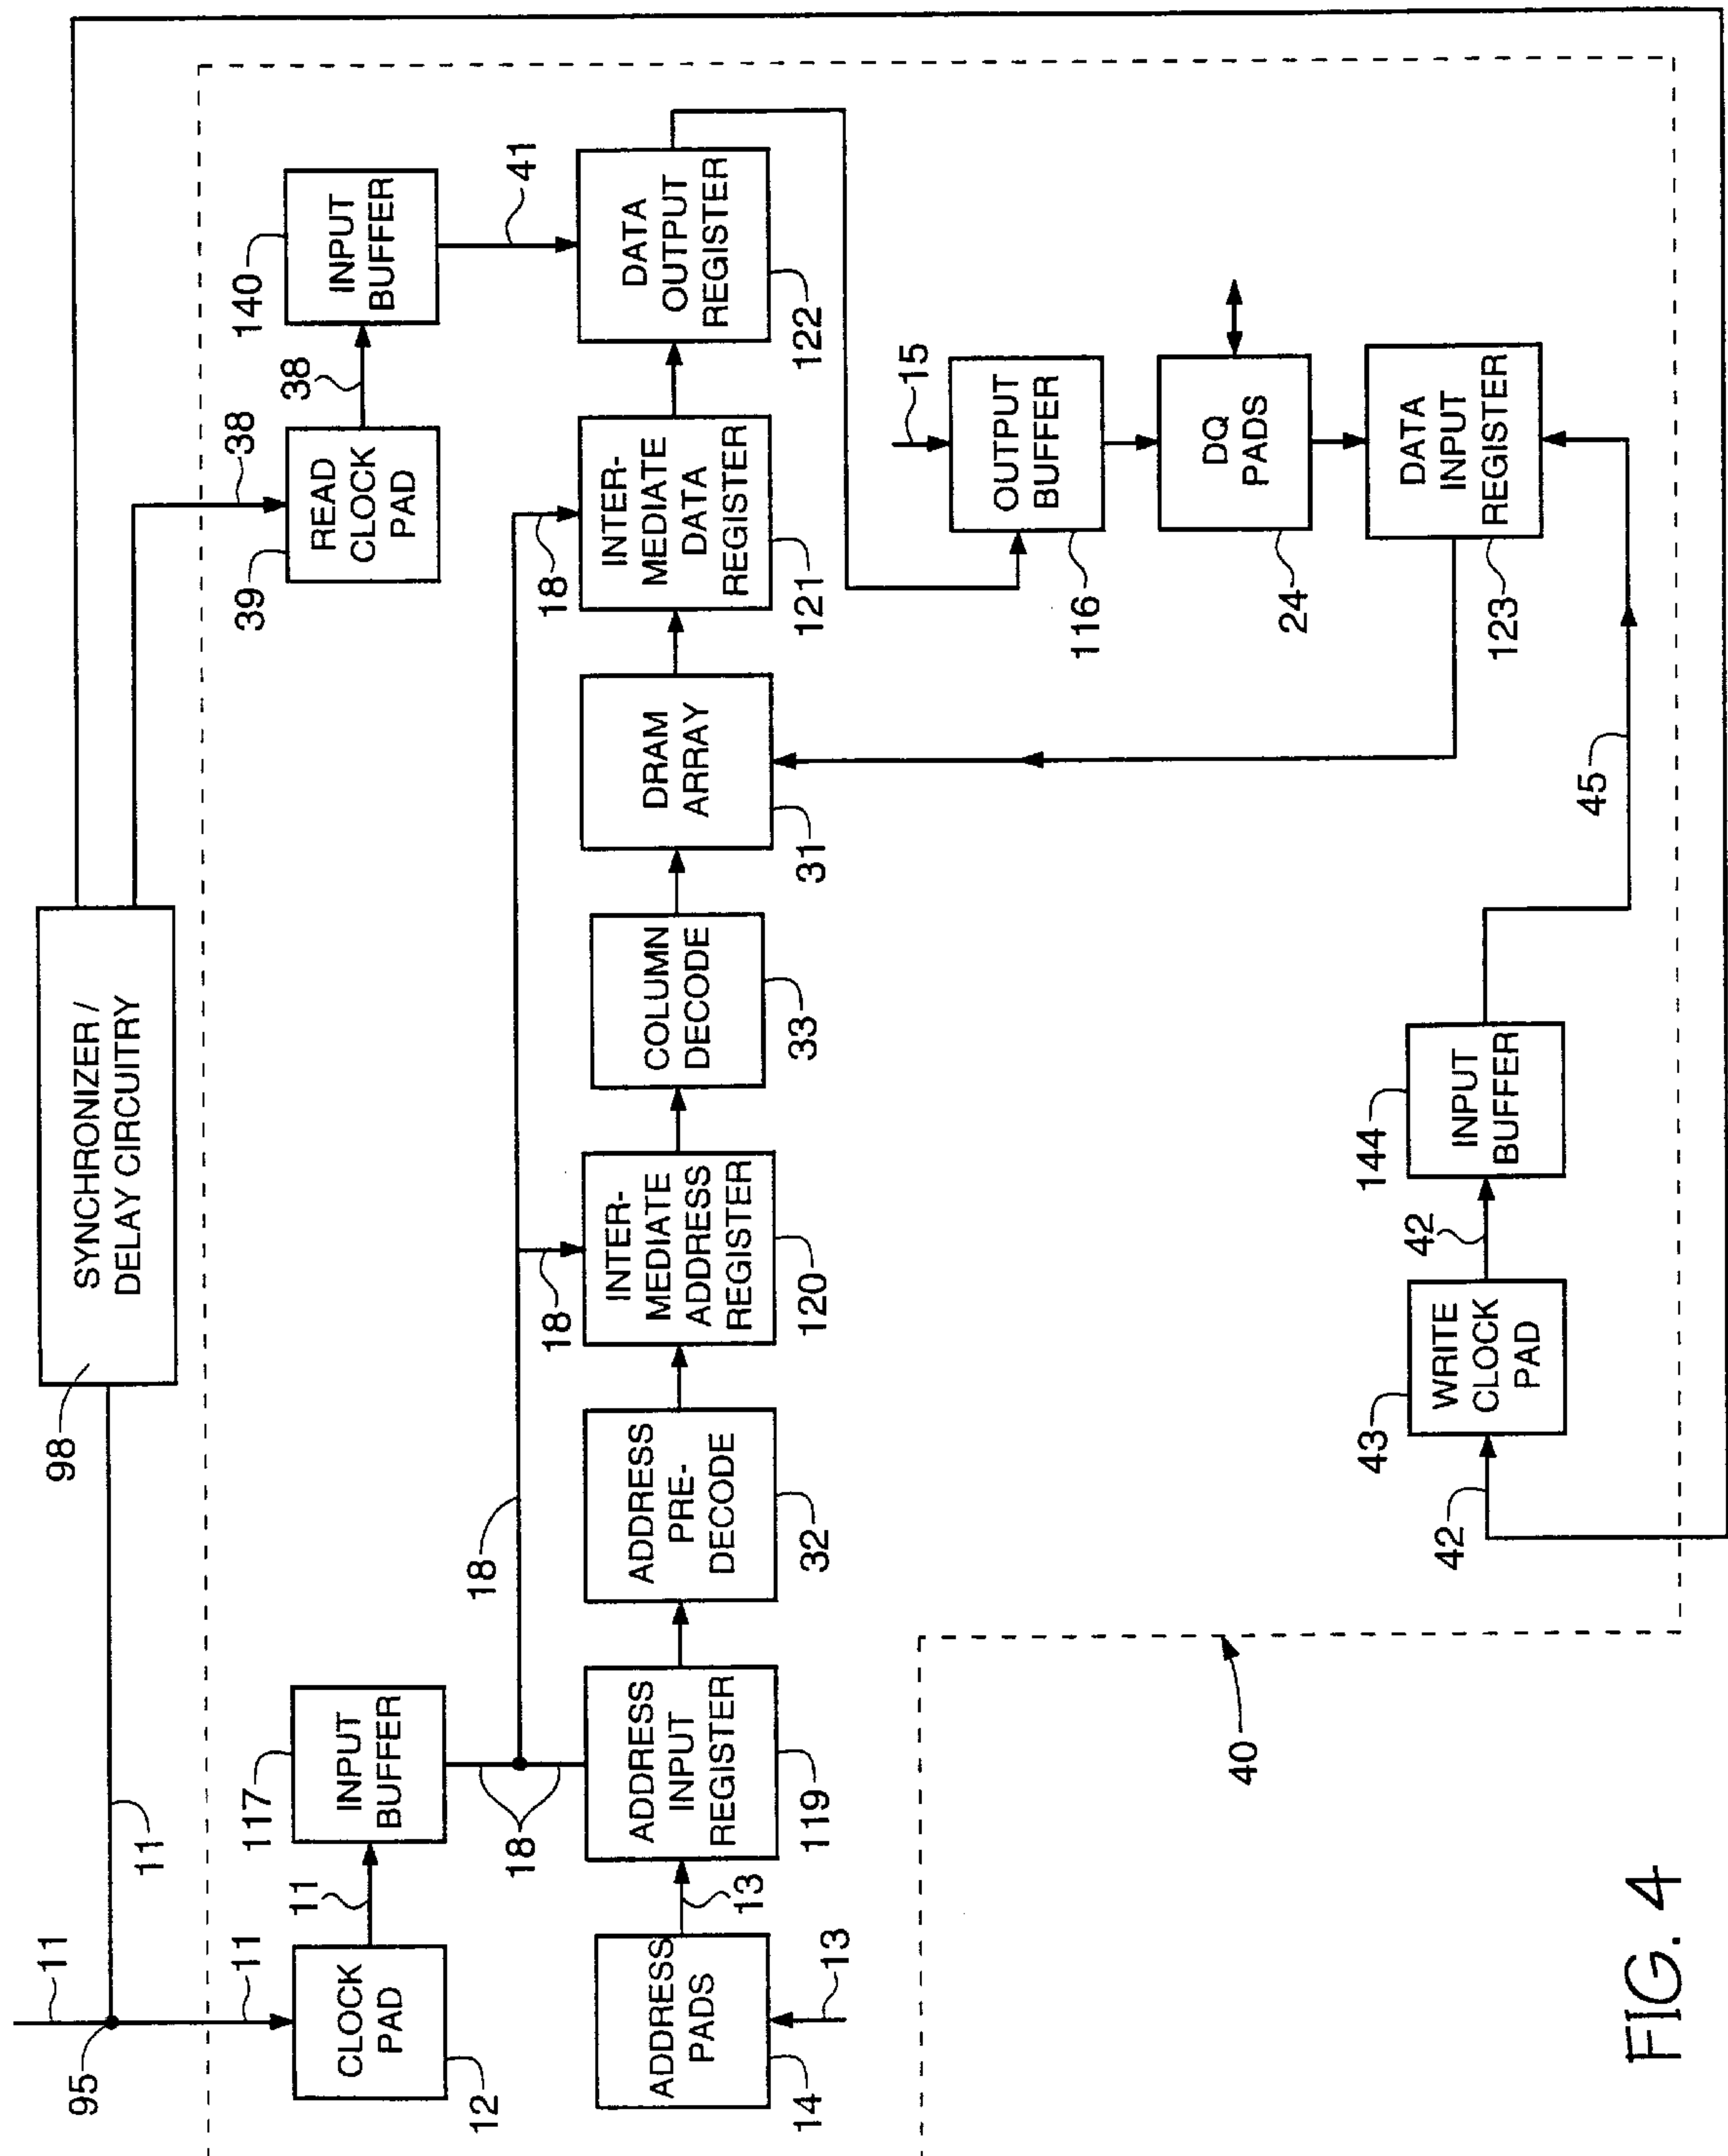 SYNCHRONIZER /
DELAY CIRCUITRY
98
11
95
11
11
CLOCK
PAD
12
11
INPUT
BUFFER
117
18
18
18
18
READ
CLOCK
PAD
39
38
38
INPUT
BUFFER
140
41
ADDRESS
PADS
14
13
13
ADDRESS
INPUT
REGISTER
119
ADDRESS
PRE-
DECODE
32
INTER-
MEDIATE
ADDRESS
REGISTER
120
COLUMN
DECODE
33
DRAM
ARRAY
31
INTER-
MEDIATE
DATA
REGISTER
121
DATA
OUTPUT
REGISTER
122
15
OUTPUT
BUFFER
116
DQ
PADS
24
DATA
INPUT
REGISTER
123
WRITE
CLOCK
PAD
43
42
42
INPUT
BUFFER
144
45
40
FIG. 4